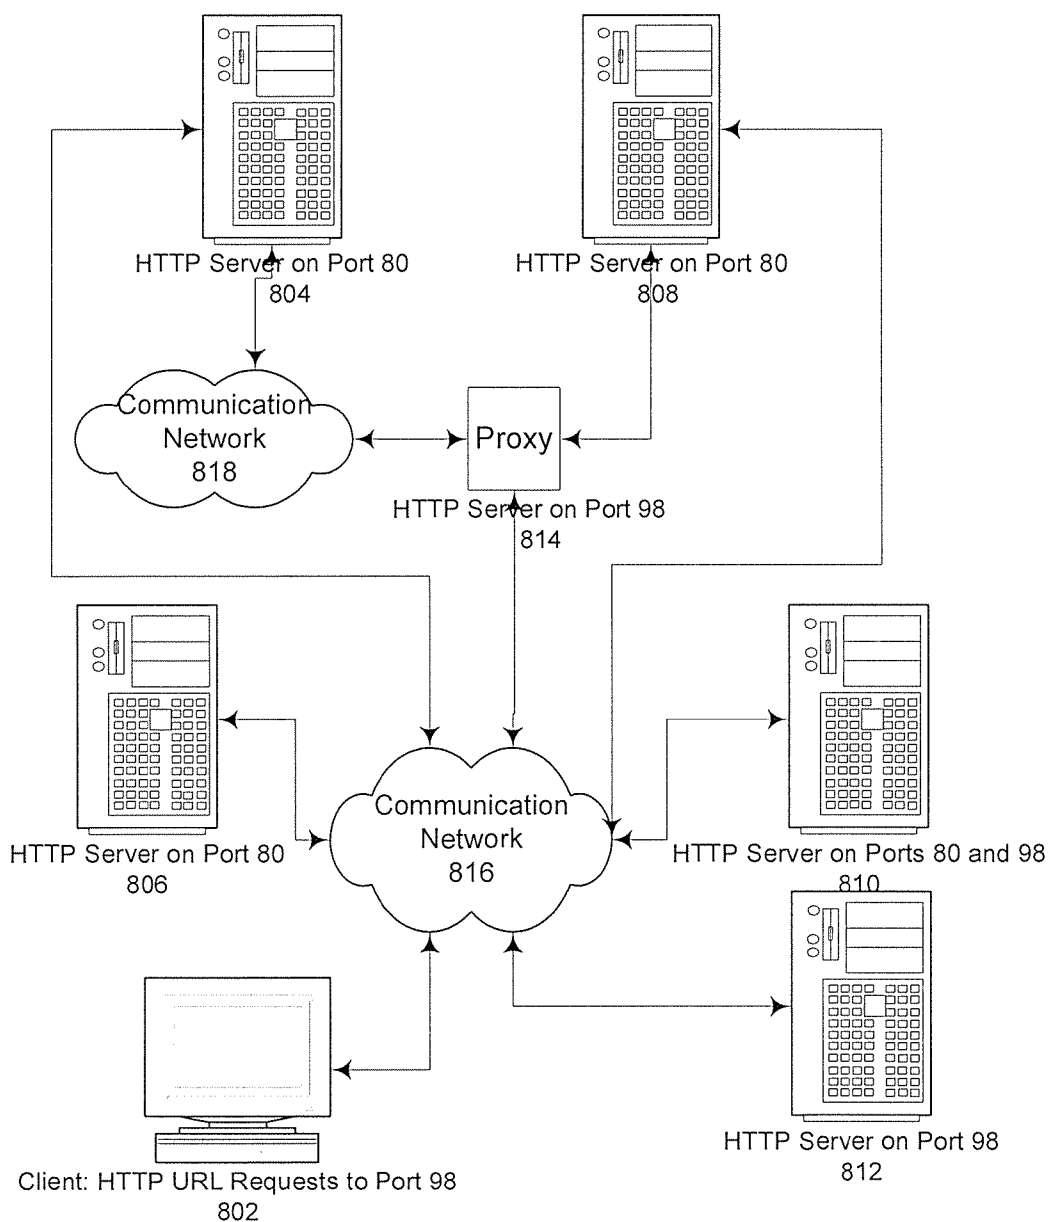 HTTP Server on Port 80
804
HTTP Server on Port 80
808
Communication
Network
818
Proxy
HTTP Server on Port 98
814
HTTP Server on Port 80
806
Communication
Network
816
HTTP Server on Ports 80 and 98
810
Client: HTTP URL Requests to Port 98
802
HTTP Server on Port 98
812